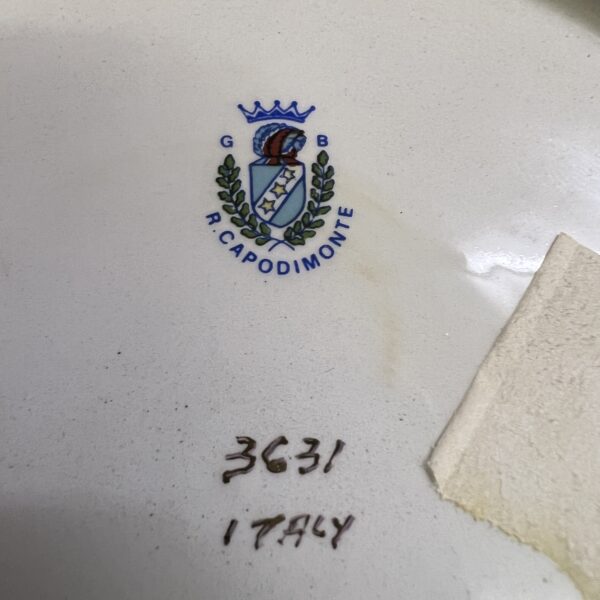 G B
R. CAPODIMONTE
3631
ITALY